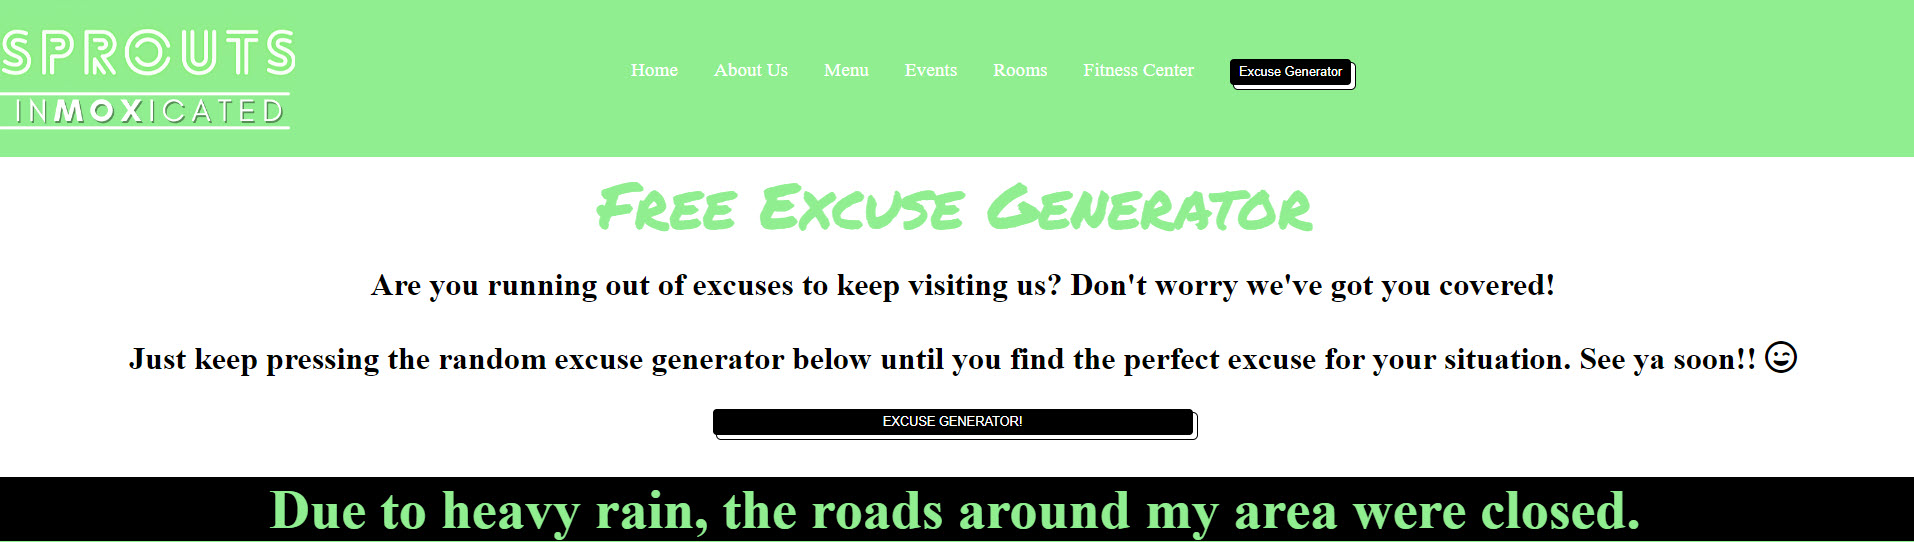 SPROUTS
INMOXICATED
Home About Us Menu Events Rooms Fitness Center Excuse Generator
Free Excuse Generator
Are you running out of excuses to keep visiting us? Don't worry we've got you covered!
Just keep pressing the random excuse generator below until you find the perfect excuse for your situation. See ya soon!!
EXCUSE GENERATOR!
Due to heavy rain, the roads around my area were closed.